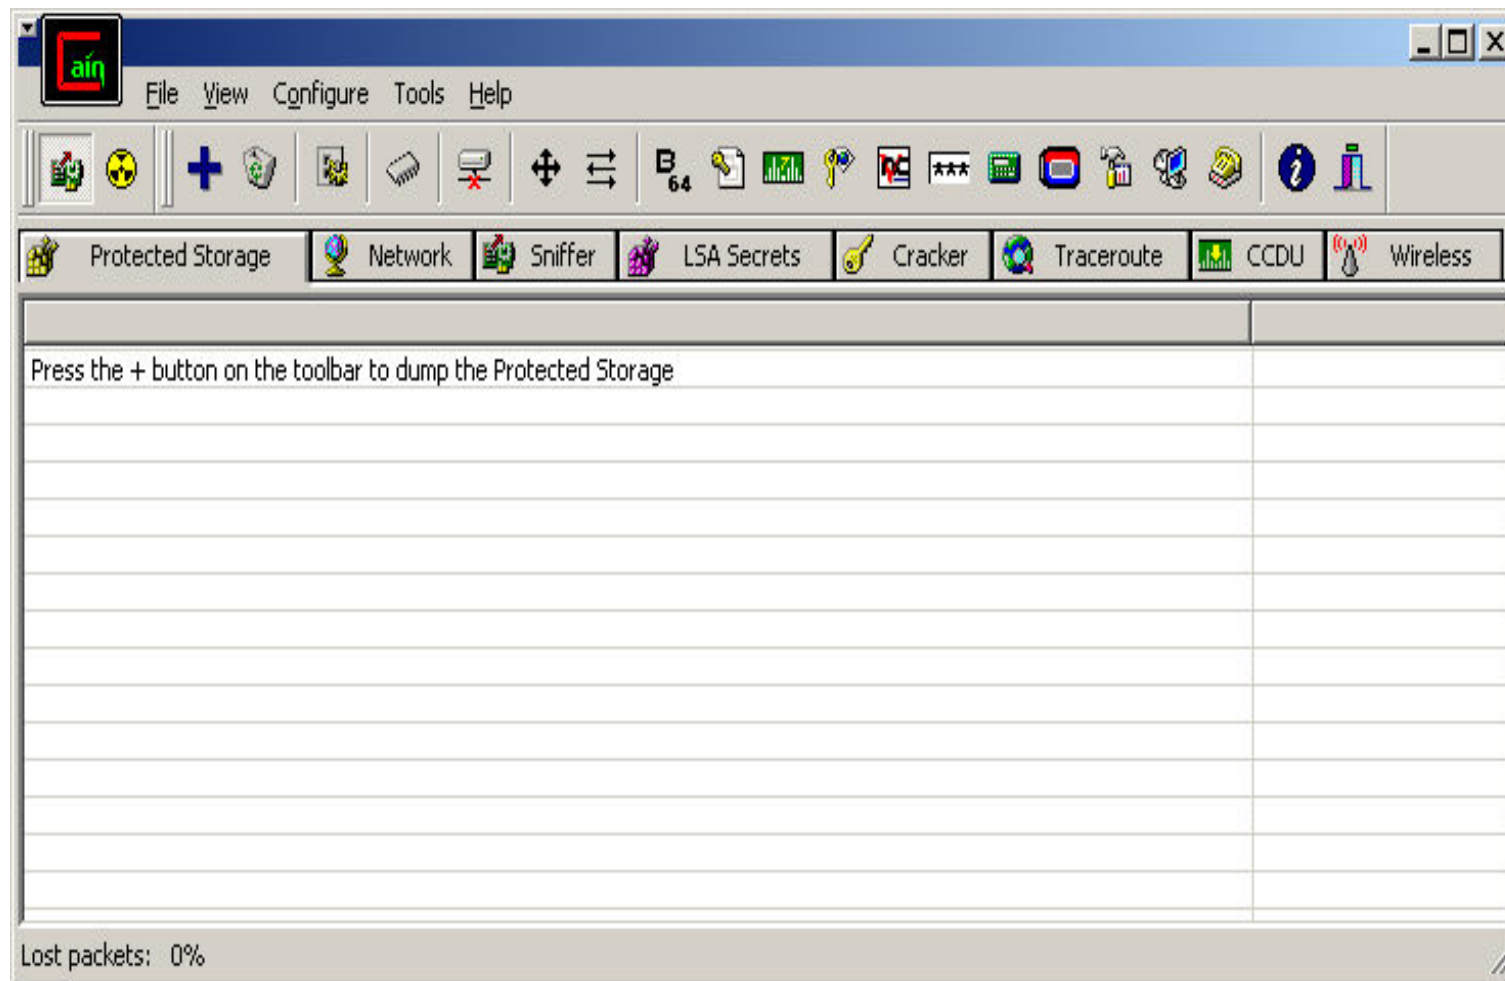 Cain
File View Configure Tools Help
B
64
***
Protected Storage Network Sniffer LSA Secrets Cracker Traceroute CCDU Wireless
Press the + button on the toolbar to dump the Protected Storage
Lost packets: 0%